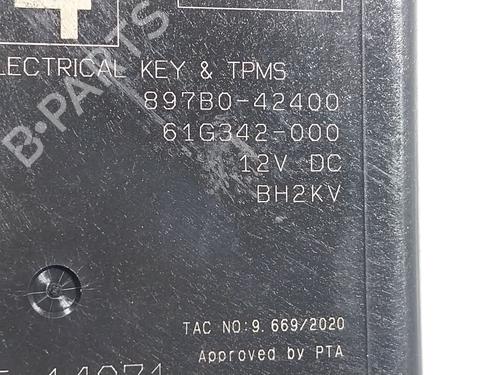 LECTRICAL KEY & TPMS
897B0-42400
61G342-000
12V DC
BH2KV
B-PARTS
TAC NO:9.669/2020
Approved by PTA